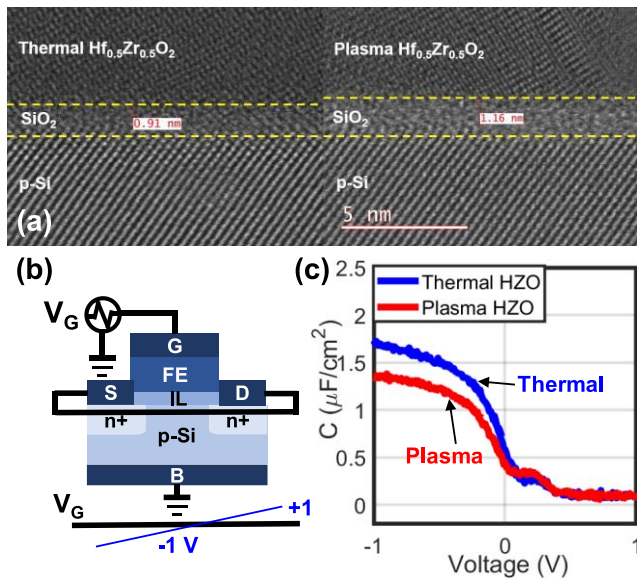 Thermal Hf0.5Zr0.5O2
SiO2
0.91 nm
p-Si
(a)
Plasma Hf0.5Zr0.5O2
SiO2
1.16 nm
p-Si
5 nm
(b)
VG
G
FE
S
IL
D
n+
n+
p-Si
B
VG
+1
-1 V
(c)
C (μF/cm2)
2.5
2
1.5
1
0.5
0
Thermal HZO
Plasma HZO
Thermal
Plasma
-1
0
1
Voltage (V)